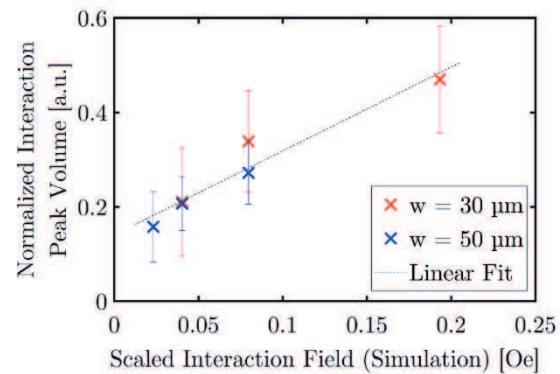 Normalized Interaction
Peak Volume [a.u.]
0.6
0.4
0.2
0
w = 30 µm
w = 50 µm
Linear Fit
0
0.05
0.1
0.15
0.2
0.25
Scaled Interaction Field (Simulation) [Oe]